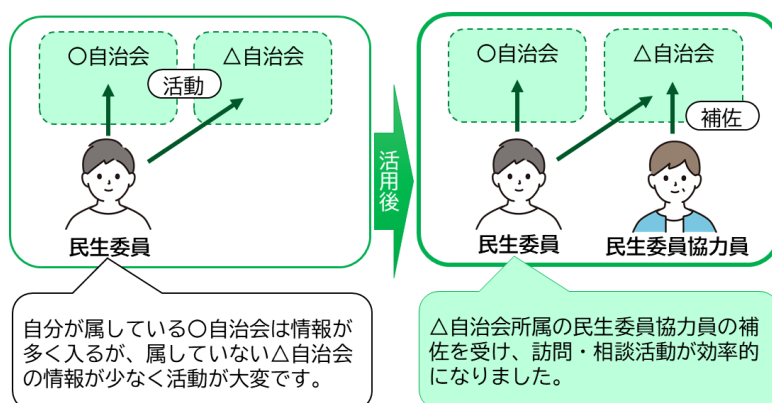 〇自治会
△自治会
活動
民生委員
自分が属している〇自治会は情報が
多く入るが、属していない△自治会
の情報が少なく活動が大変です。
活用後
〇自治会
△自治会
補佐
民生委員
民生委員協力員
△自治会所属の民生委員協力員の補
佐を受け、訪問・相談活動が効率的
になりました。